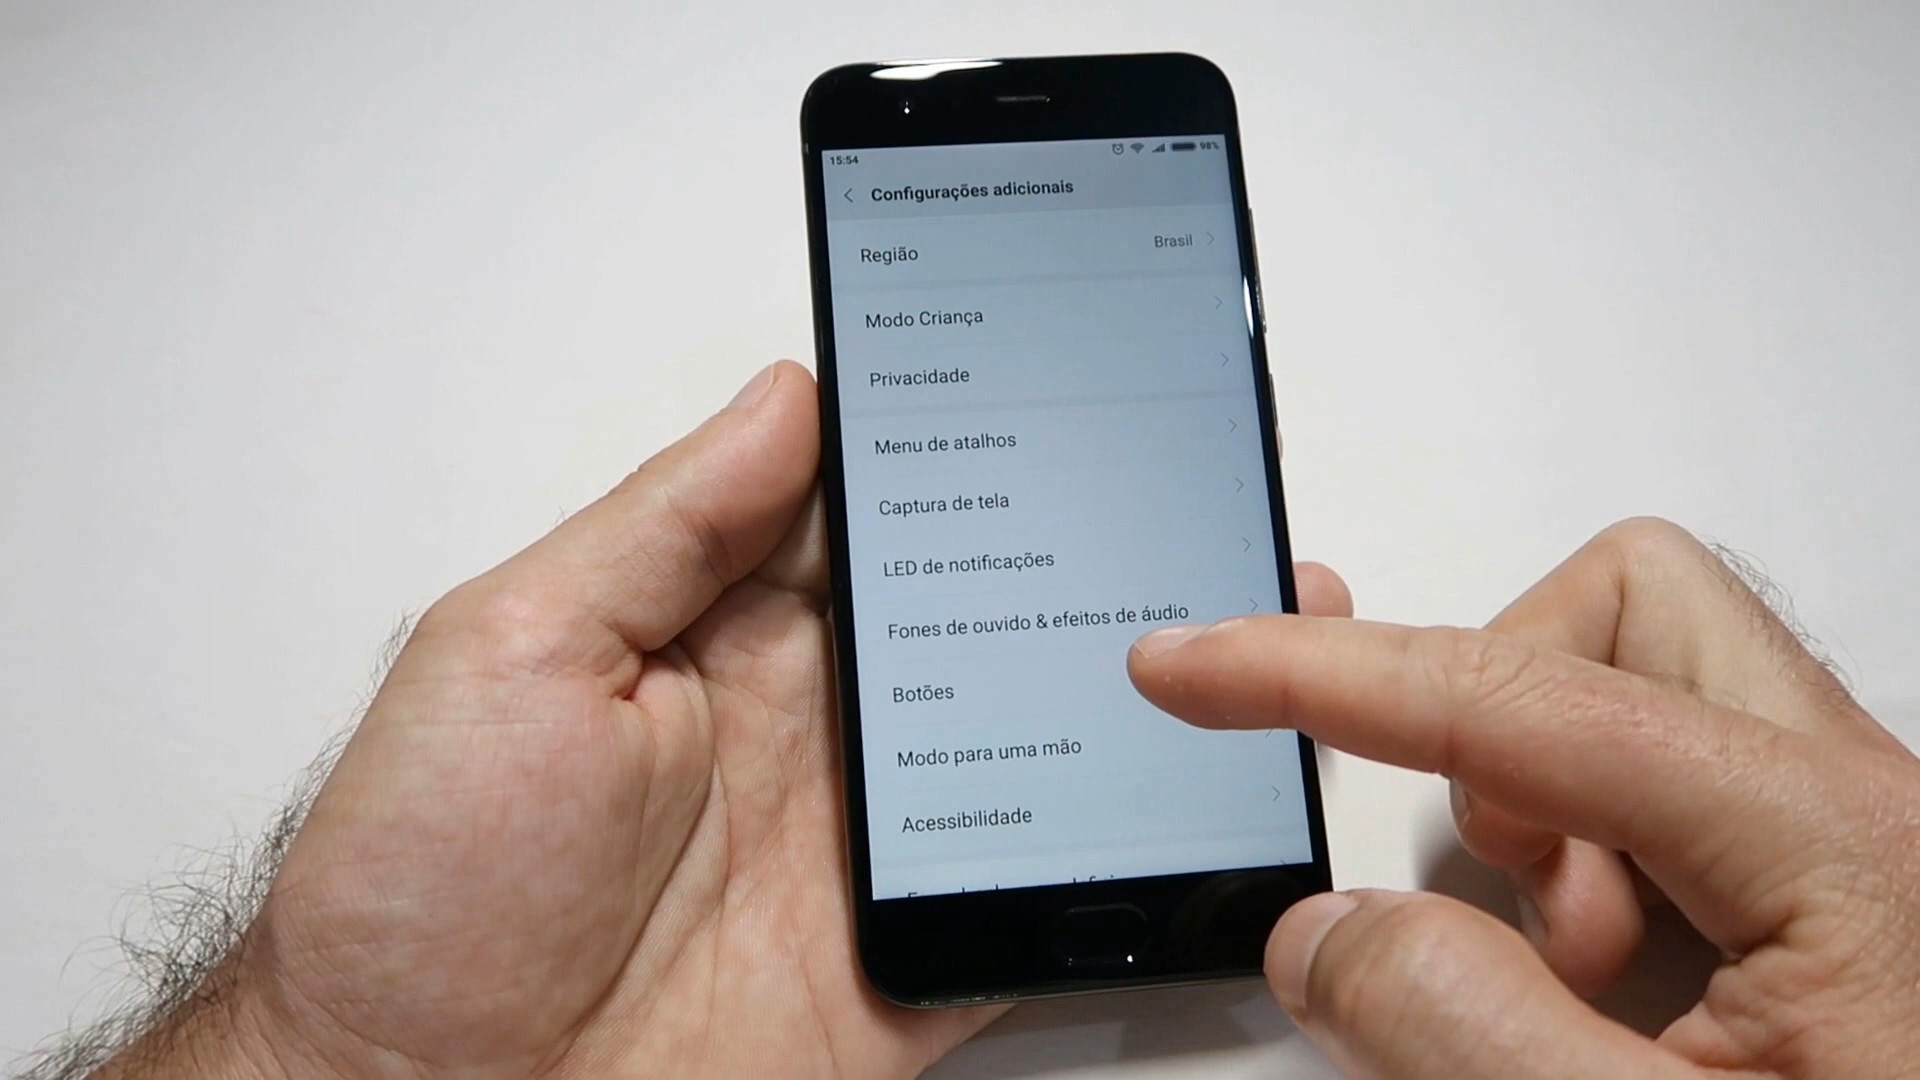 15:54 98%
Configurações adicionais
Região Brasil
Modo Criança
Privacidade
Menu de atalhos
Captura de tela
LED de notificações
Fones de ouvido & efeitos de áudio
Botões
Modo para uma mão
Acessibilidade